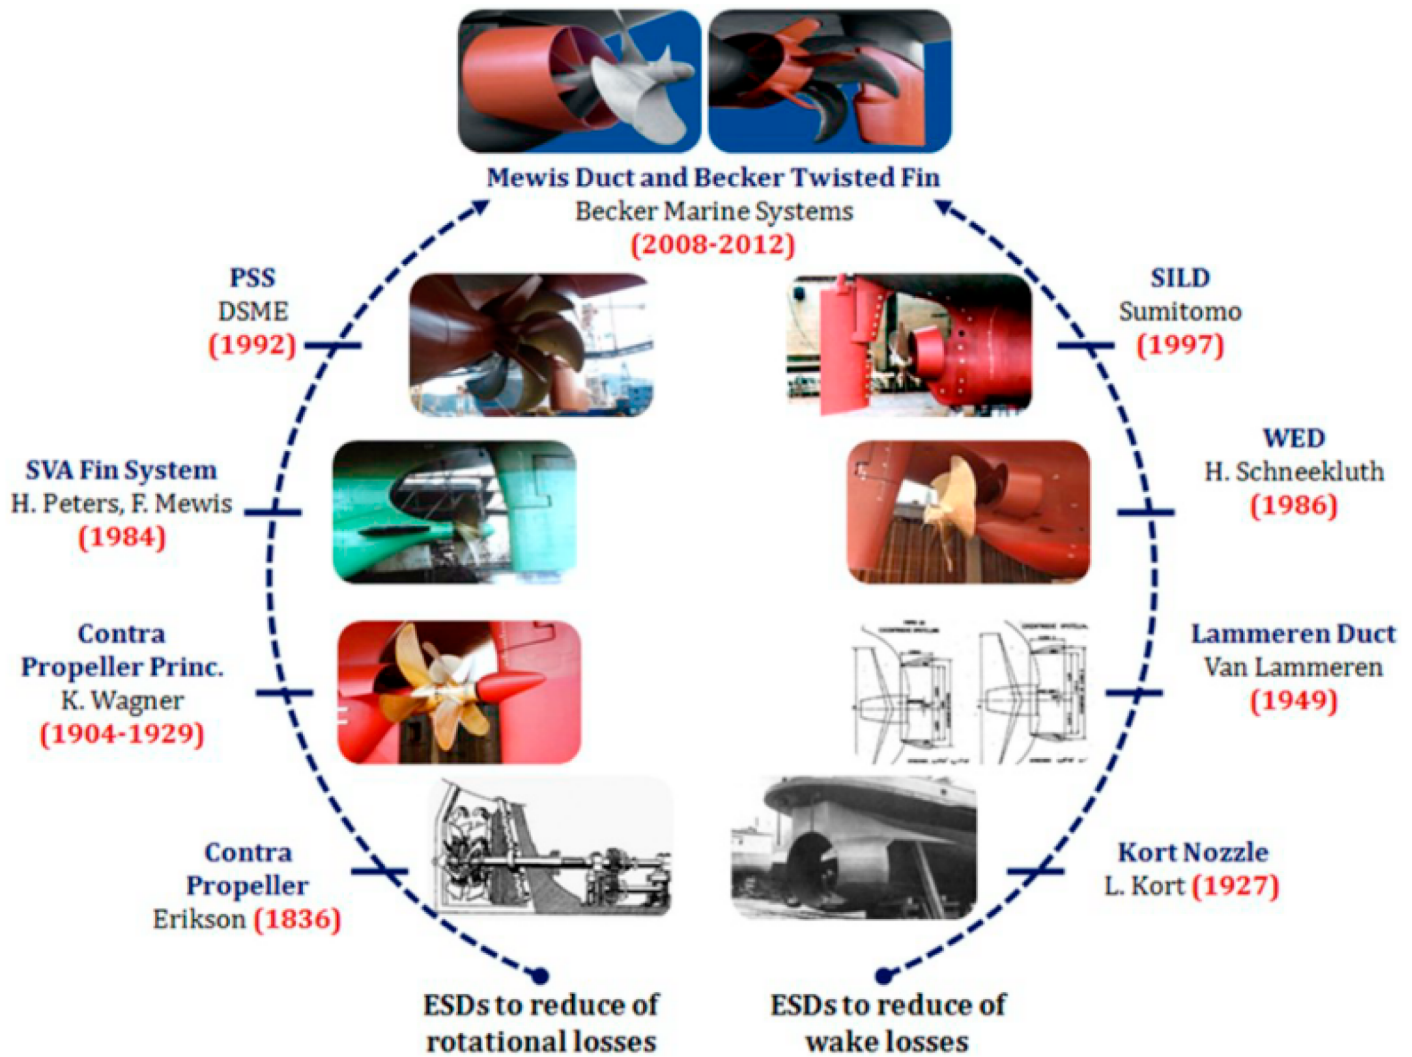 Mewis Duct and Becker Twisted Fin
Becker Marine Systems
(2008-2012)
PSS
DSME
(1992)
SILD
Sumitomo
(1997)
SVA Fin System
H. Peters, F. Mewis
(1984)
WED
H. Schneekluth
(1986)
Contra
Propeller Princ.
K. Wagner
(1904-1929)
Lammeren Duct
Van Lammeren
(1949)
Contra
Propeller
Erikson (1836)
Kort Nozzle
L. Kort (1927)
ESDs to reduce of
rotational losses
ESDs to reduce of
wake losses